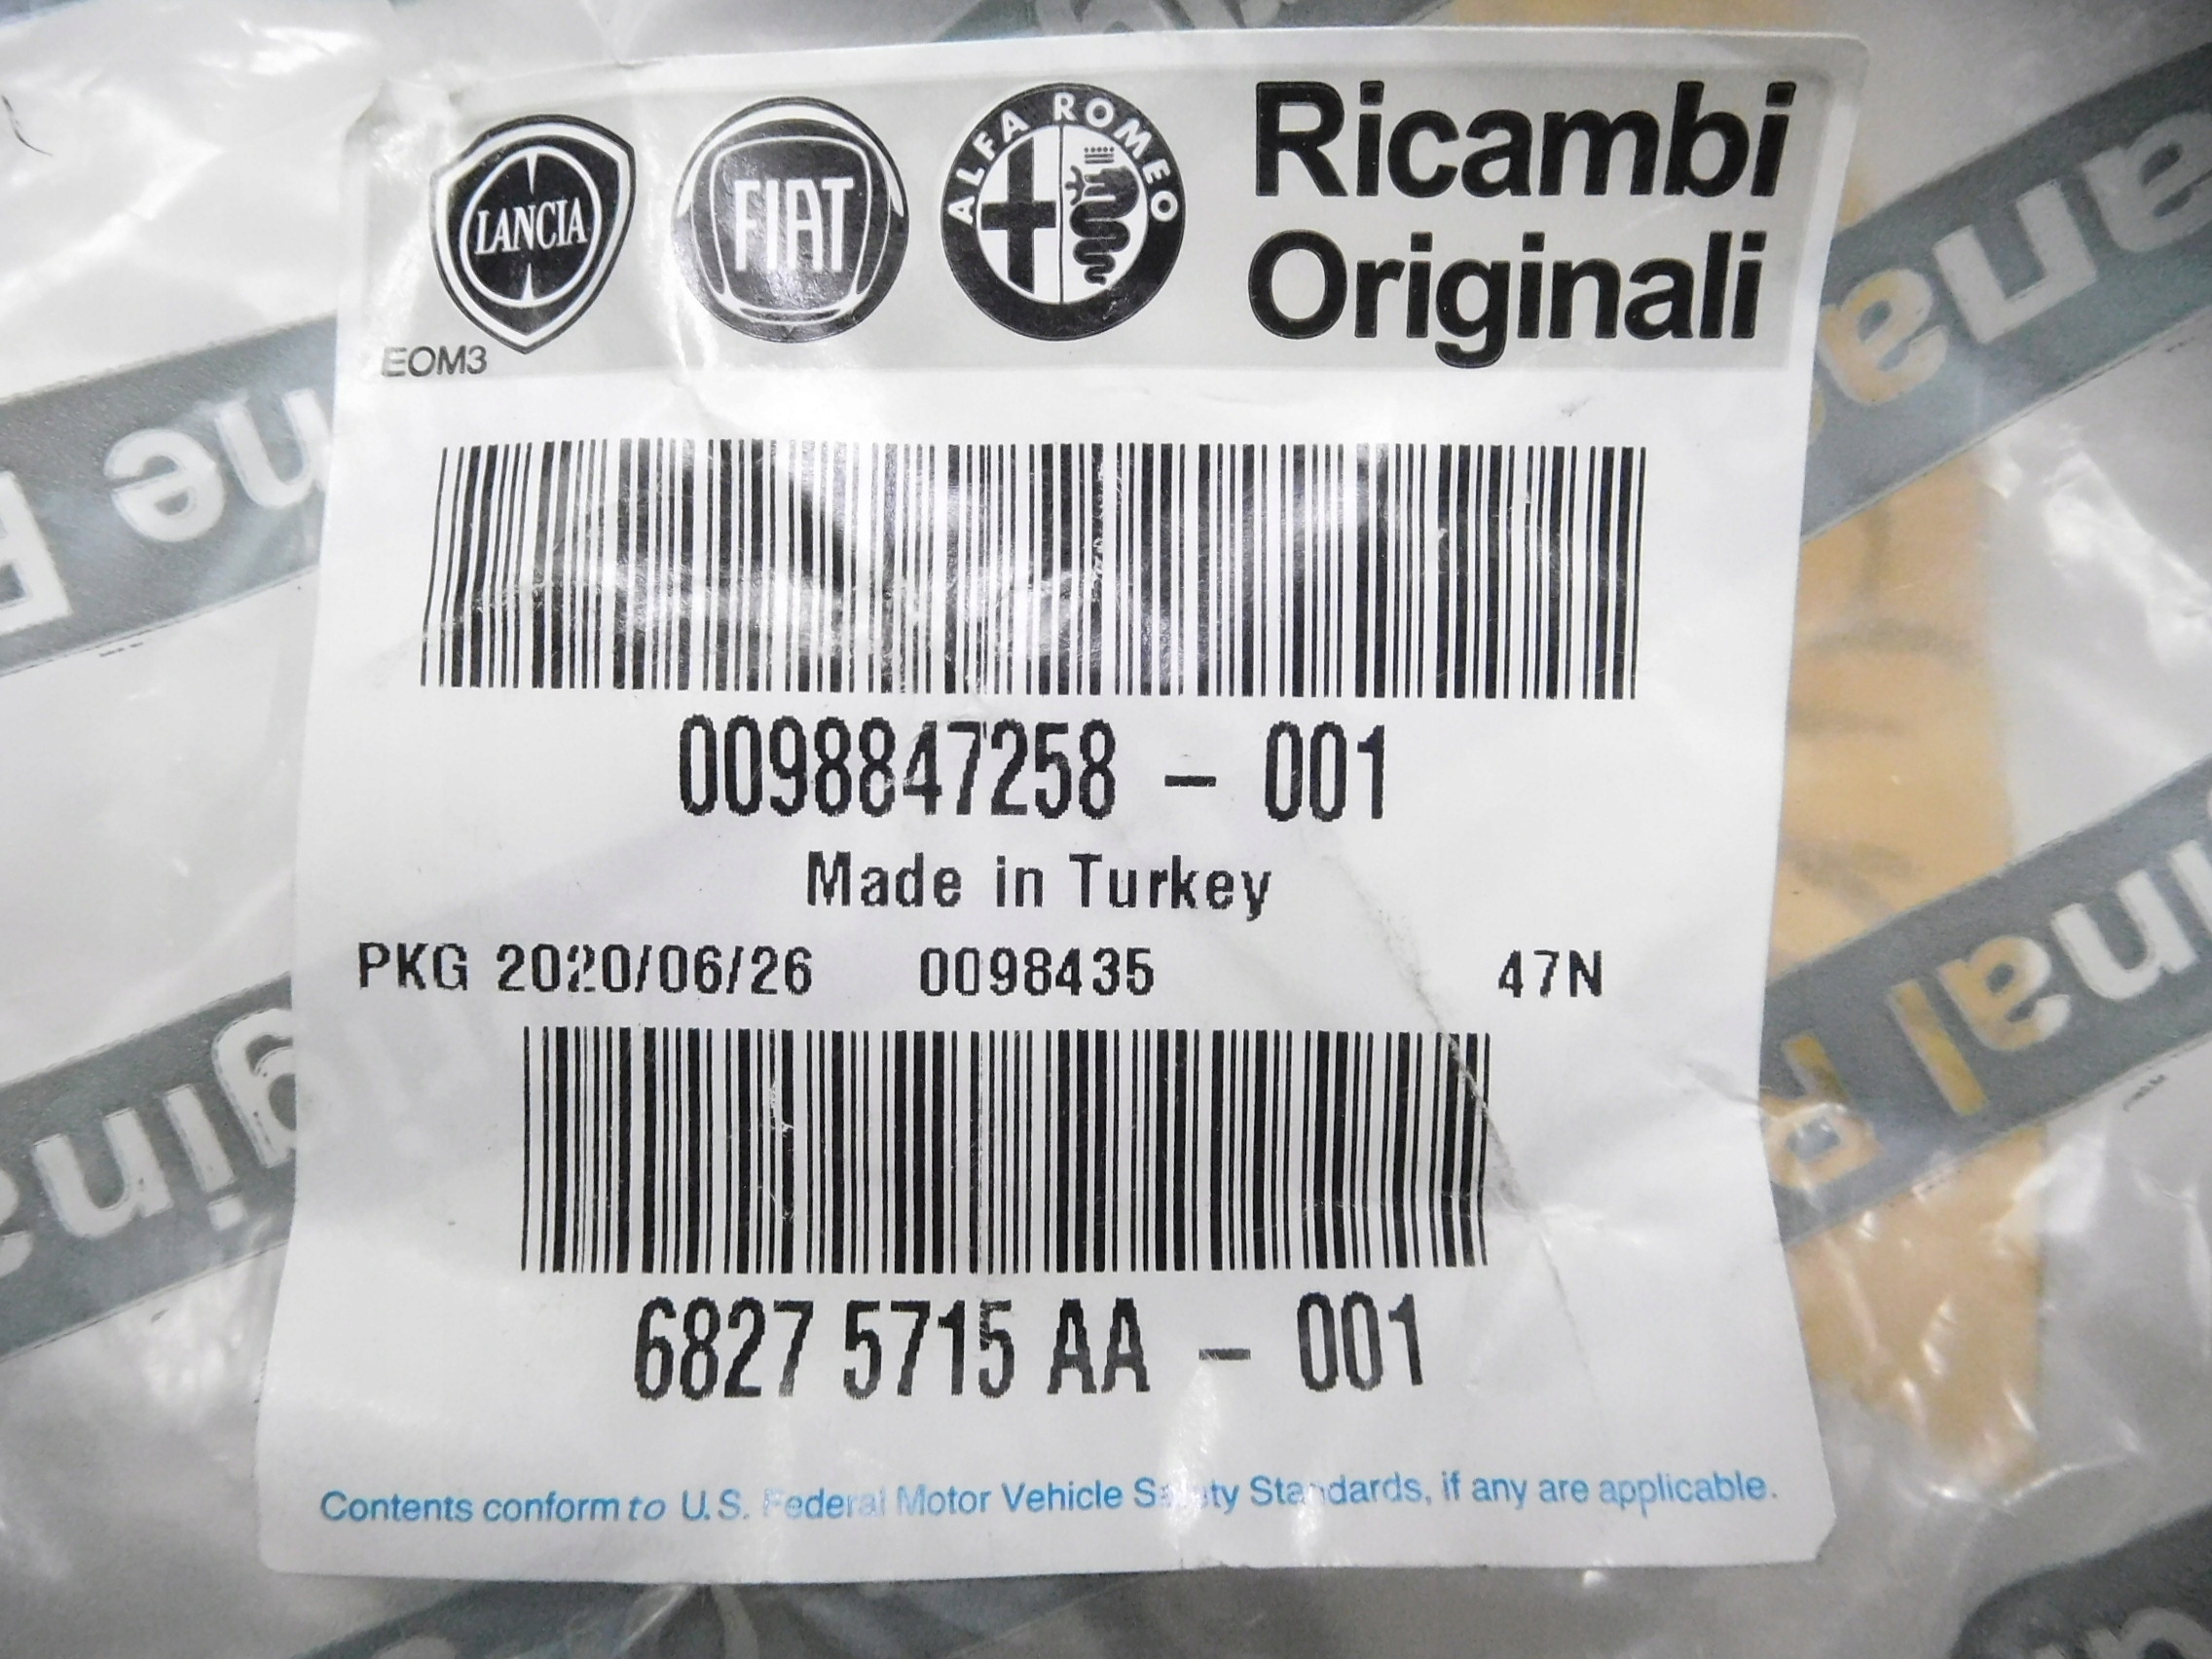 LANCIA FIAT ALFA ROMEO
Ricambi
Originali
EOM3
0098847258 - 001
Made in Turkey
PKG 2020/06/26 0098435 47N
6827 5715 AA - 001
Contents conform to U.S. Federal Motor Vehicle Safety Standards, if any are applicable.